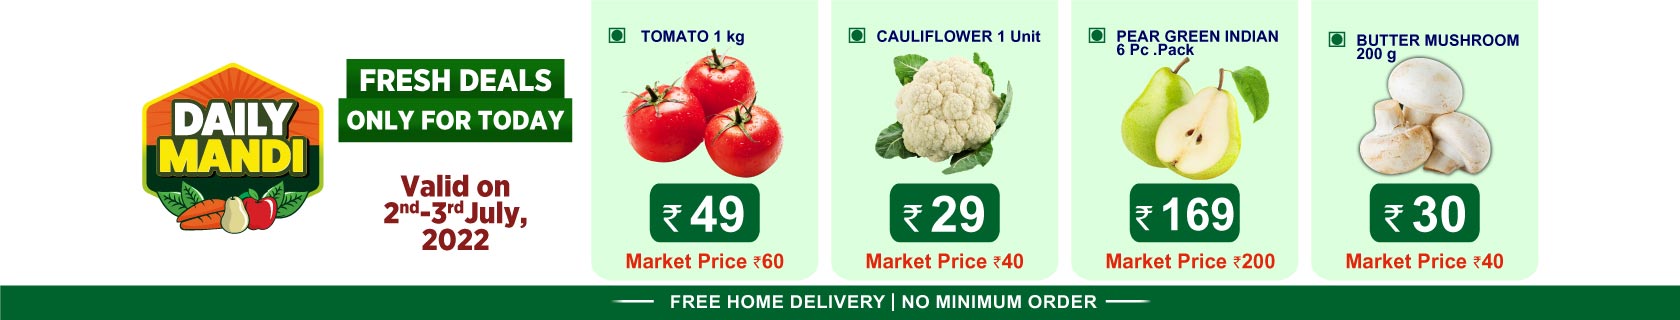 DAILY
MANDI
FRESH DEALS
ONLY FOR TODAY
Valid on
2nd-3rd July,
2022
TOMATO 1 kg
₹ 49
Market Price ₹60
CAULIFLOWER 1 Unit
₹ 29
Market Price ₹40
PEAR GREEN INDIAN
6 Pc .Pack
₹ 169
Market Price ₹200
BUTTER MUSHROOM
200 g
₹ 30
Market Price ₹40
FREE HOME DELIVERY | NO MINIMUM ORDER